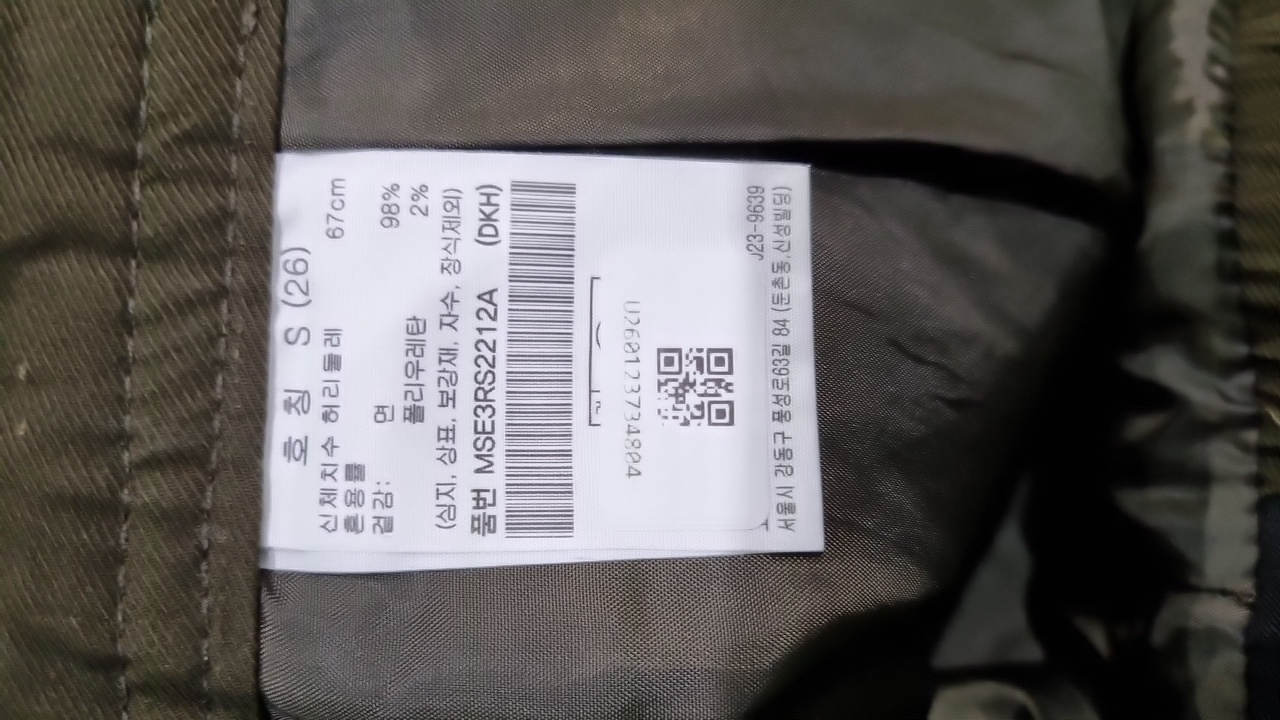 호 칭 S (26)
신체치수 허리둘레 67cm
혼용률
겉감:
면 98%
폴리우레탄 2%
(심지, 상표, 보강재, 자수, 장식제외)
품번 MSE3RS2212A (DKH)
U260123734804
J23-9639
서울시 강동구 풍성로63길 84 (둔촌동,신성빌딩)